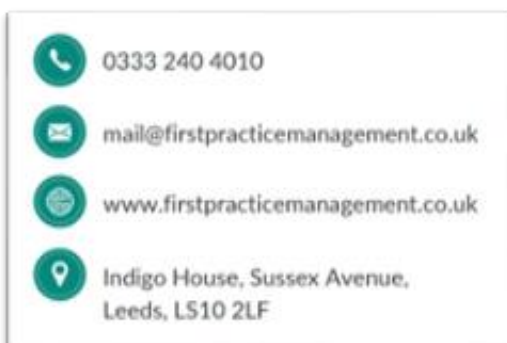 0333 240 4010
mail@firstpracticemanagement.co.uk
www.firstpracticemanagement.co.uk
Indigo House, Sussex Avenue,
Leeds, LS10 2LF